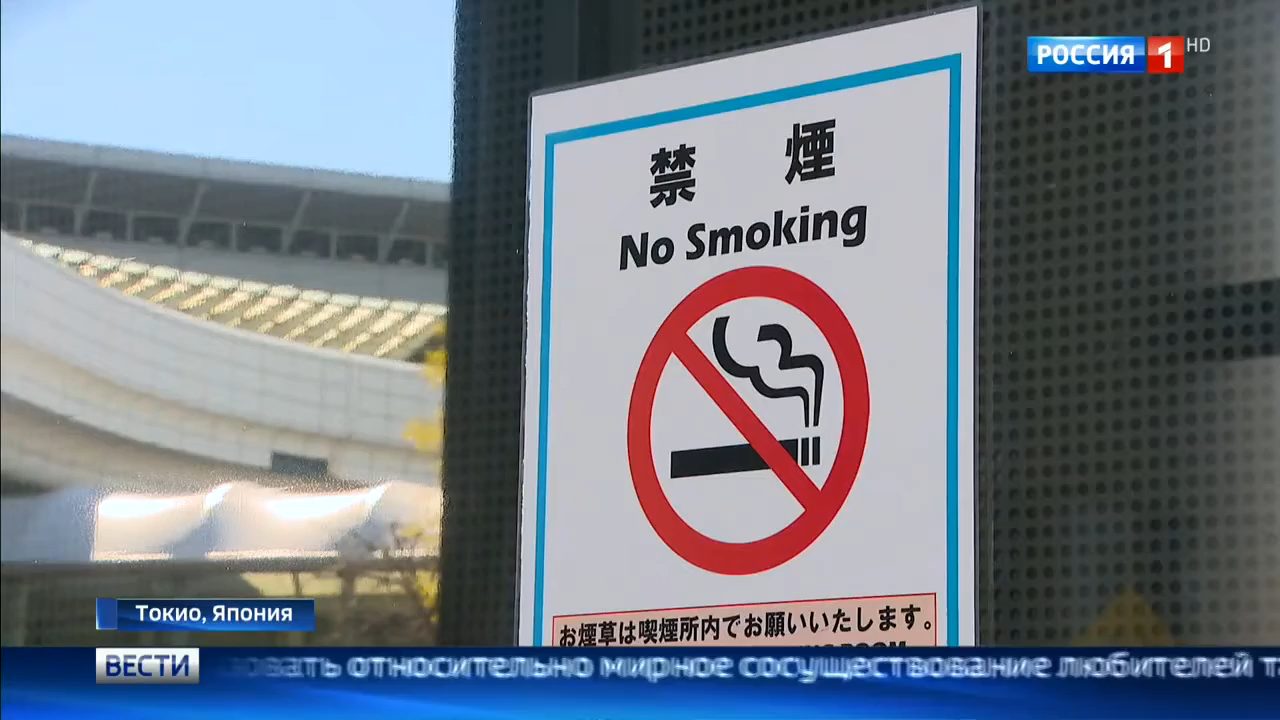 РОССИЯ 1 HD
禁 煙
No Smoking
お煙草は喫煙所内でお願いいたします。
Токио, Япония
ВЕСТИ
относительно мирное сосуществование любителей